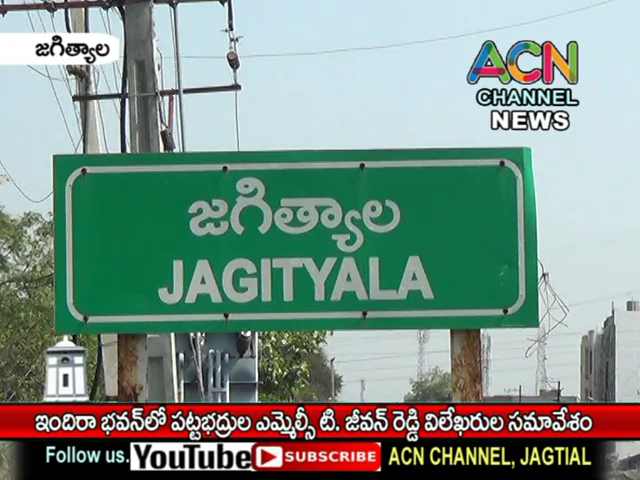 జగిత్యాల
ACN
CHANNEL
NEWS
జగిత్యాల
JAGITYALA
ఇందిరా భవన్‌లో పట్టభద్రుల ఎమ్మెల్సీ టి. జీవన్ రెడ్డి విలేఖరుల సమావేశం
Follow us. YouTube SUBSCRIBE ACN CHANNEL, JAGTIAL